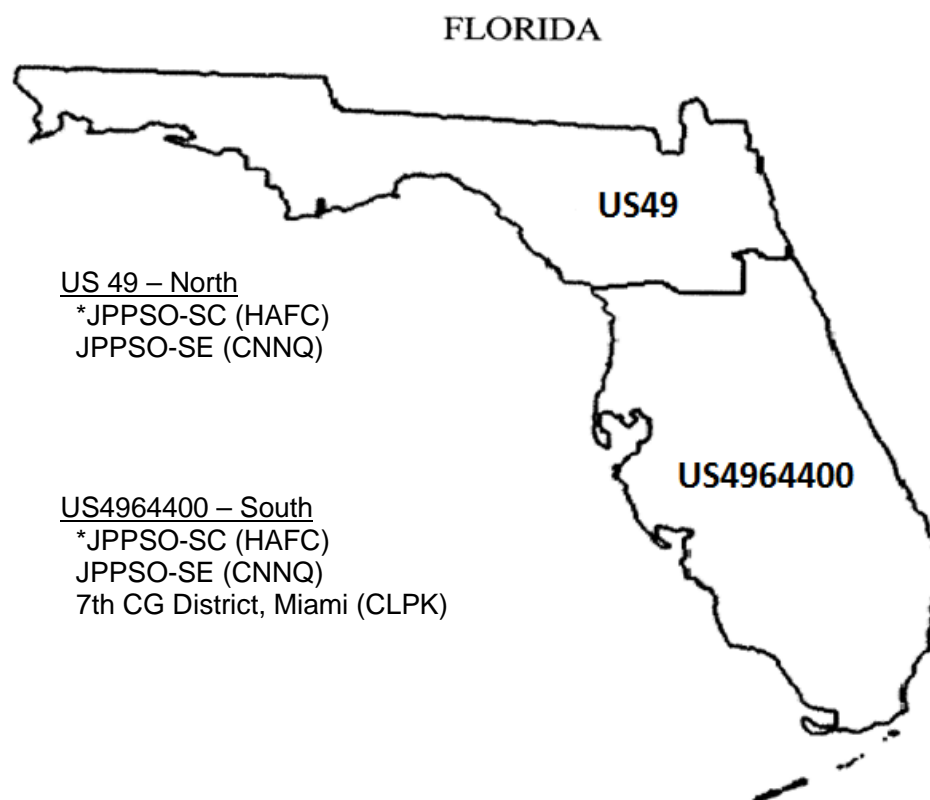 FLORIDA
US49
US 49 – North
*JPPSO-SC (HAFC)
JPPSO-SE (CNNQ)
US4964400
US4964400 – South
*JPPSO-SC (HAFC)
JPPSO-SE (CNNQ)
7th CG District, Miami (CLPK)